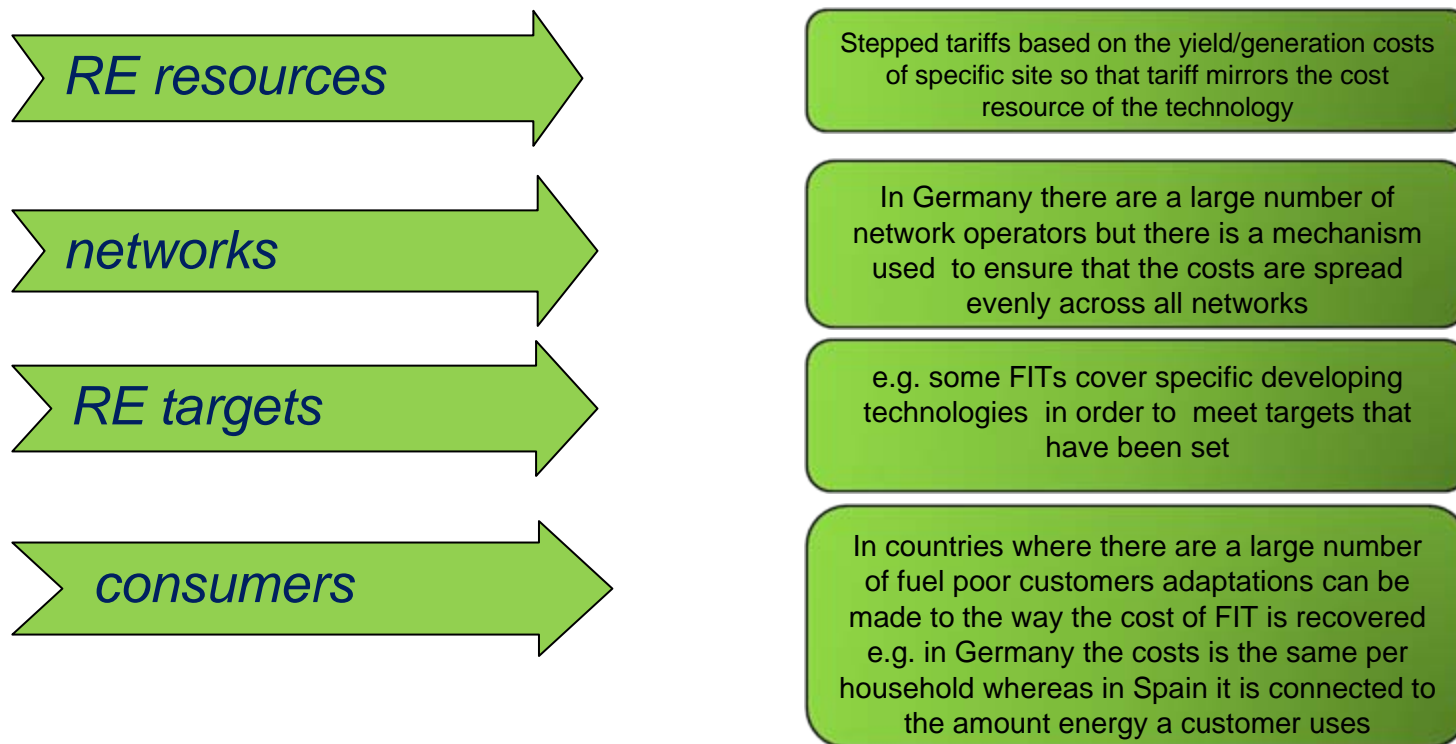 RE resources
Stepped tariffs based on the yield/generation costs
of specific site so that tariff mirrors the cost
resource of the technology
networks
In Germany there are a large number of
network operators but there is a mechanism
used to ensure that the costs are spread
evenly across all networks
RE targets
e.g. some FITs cover specific developing
technologies in order to meet targets that
have been set
consumers
In countries where there are a large number
of fuel poor customers adaptations can be
made to the way the cost of FIT is recovered
e.g. in Germany the costs is the same per
household whereas in Spain it is connected to
the amount energy a customer uses